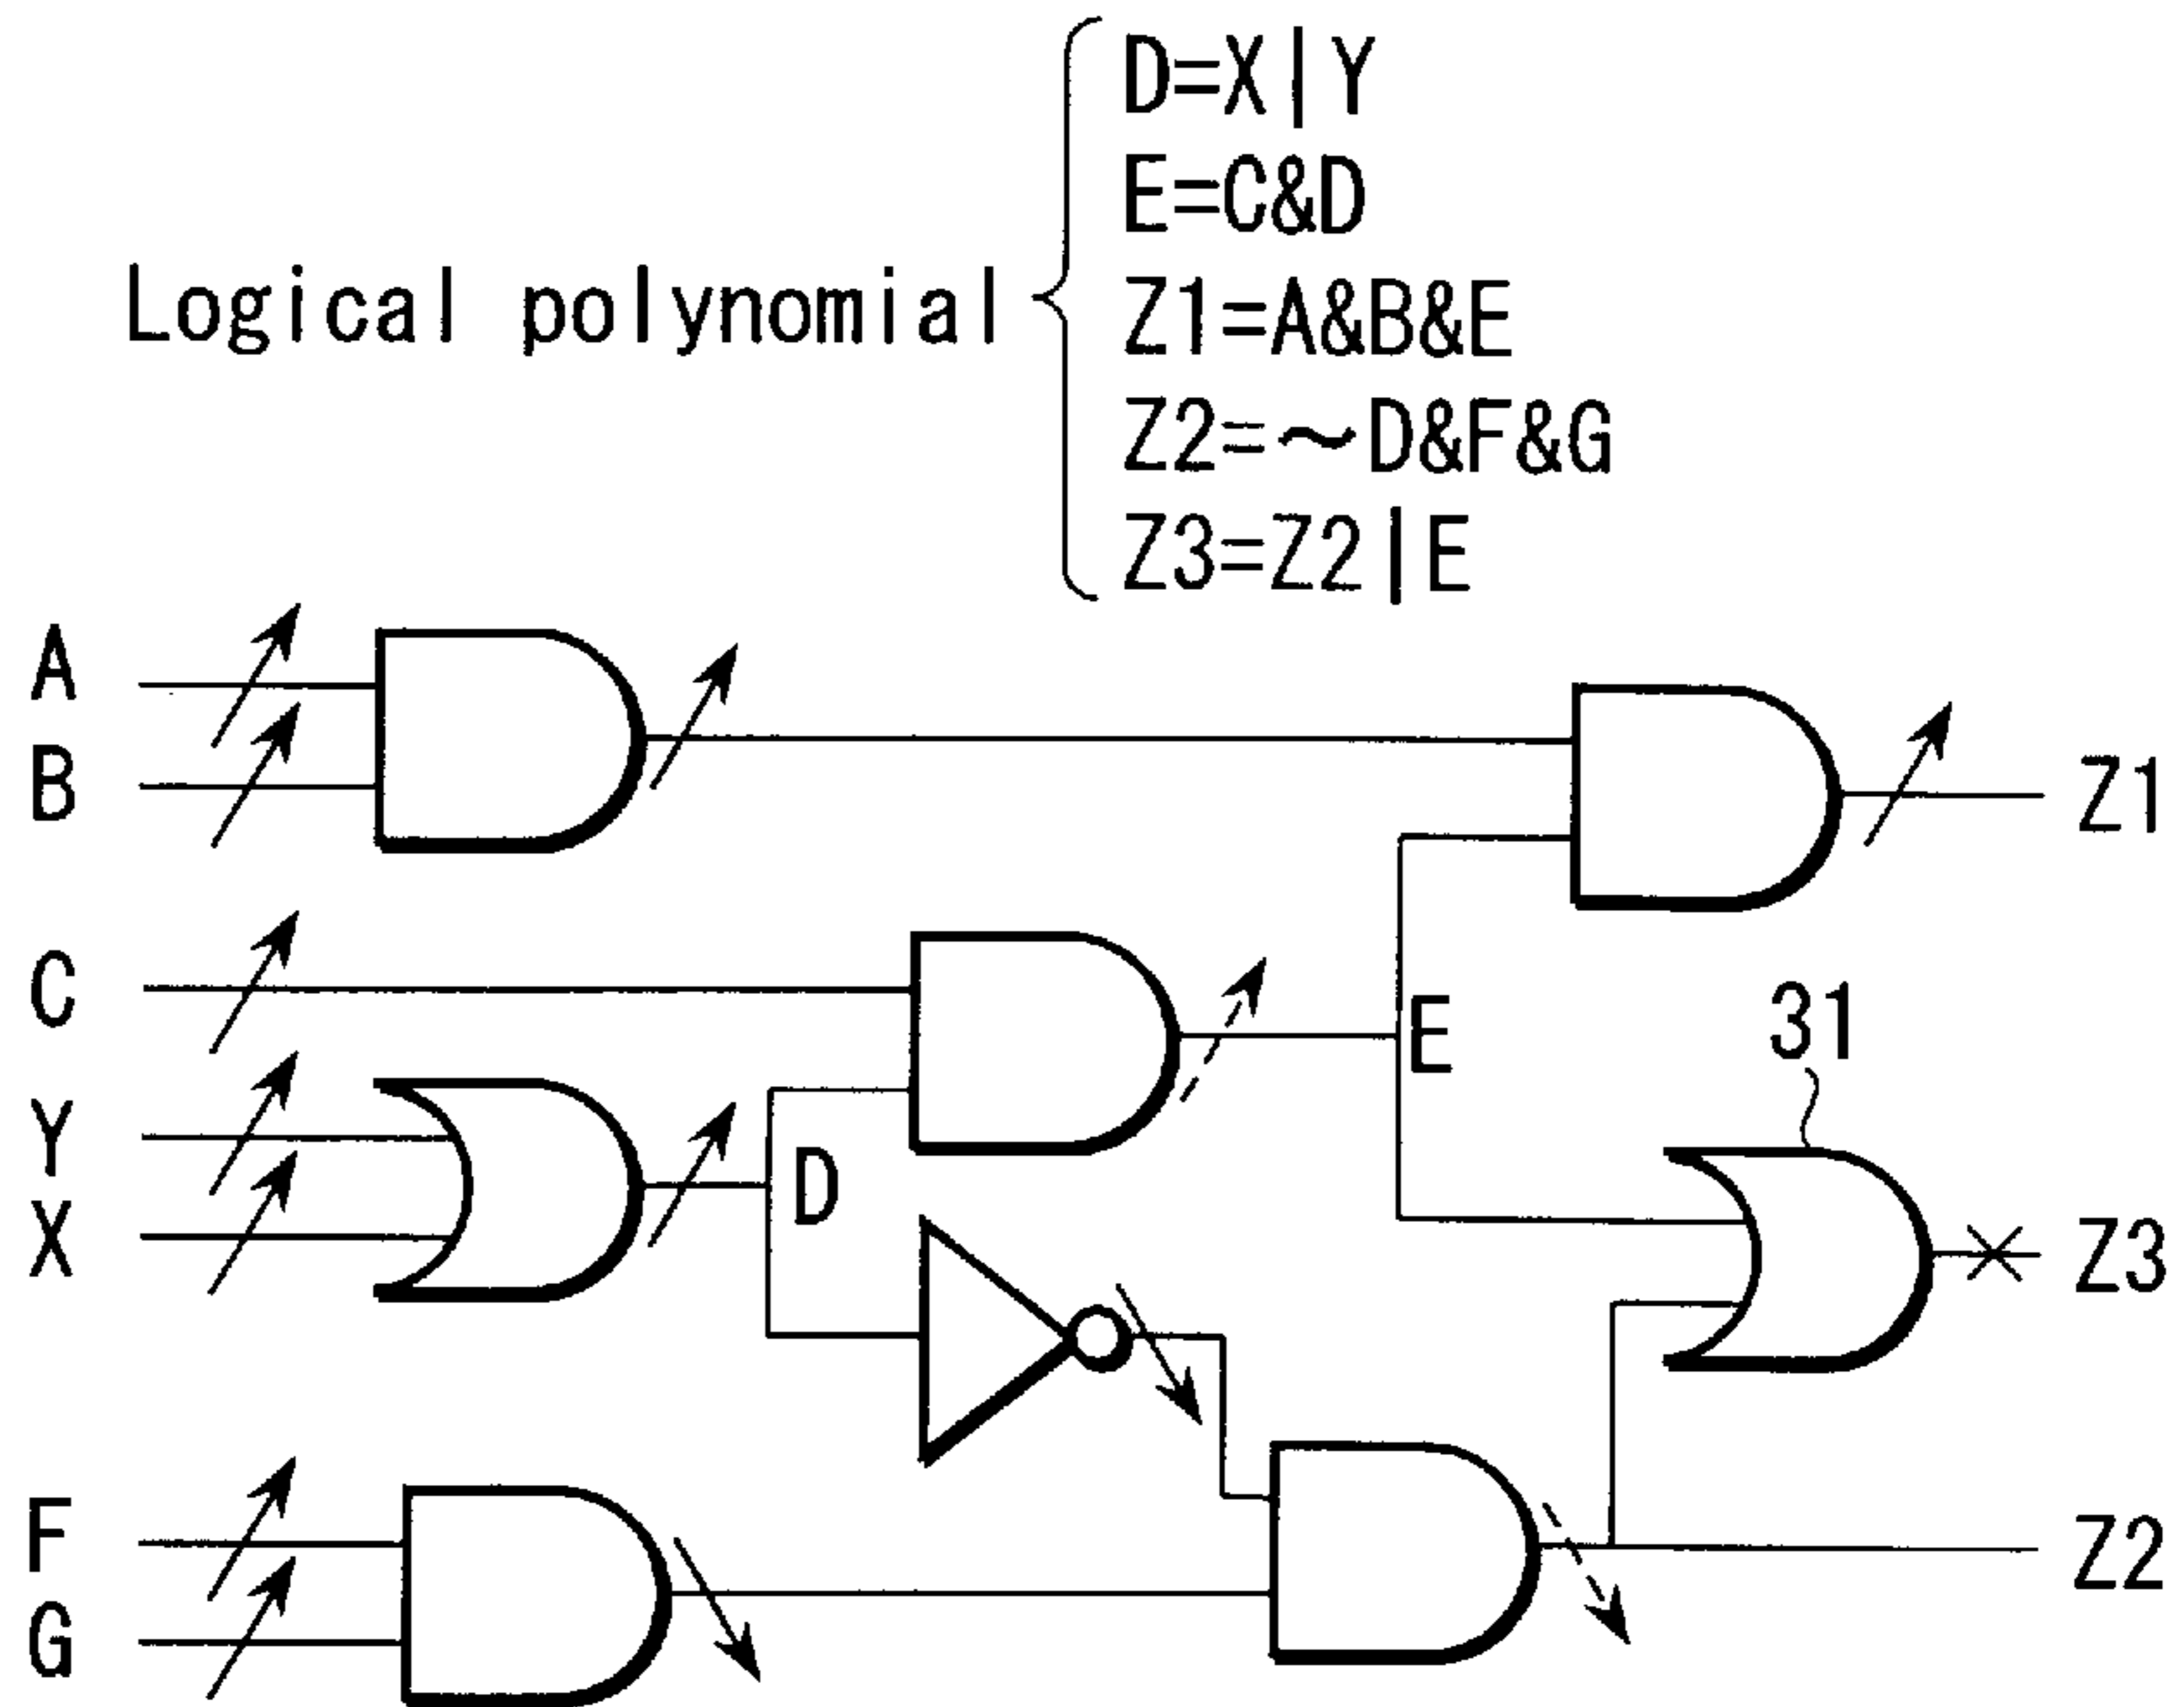 D=X|Y
E=C&D
Logical polynomial
Z1=A&B&E
Z2=~D&F&G
Z3=Z2|E
A
B
Z1
C
E
31
Y
D
X
Z3
F
Z2
G